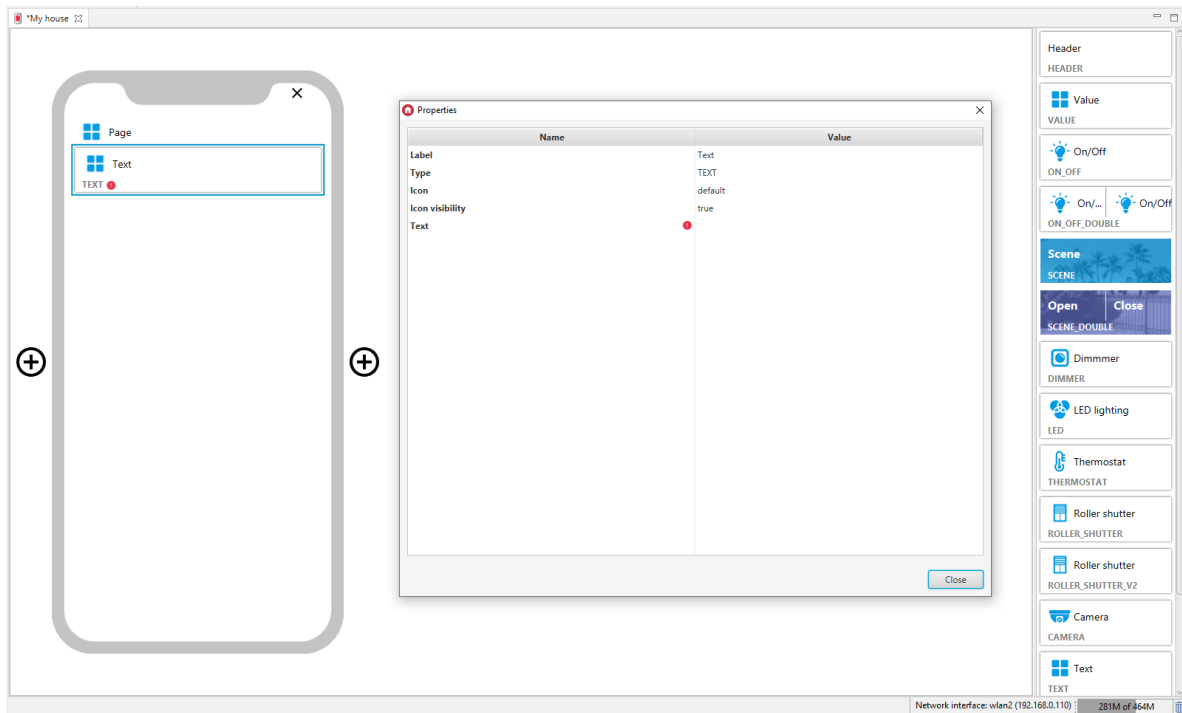 *My house
Page
Text
TEXT
Properties
Name Value
Label Text
Type TEXT
Icon default
Icon visibility true
Text
Close
Header
HEADER
Value
VALUE
On/Off
ON_OFF
On/... On/Off
ON_OFF_DOUBLE
Scene
SCENE
Open Close
SCENE_DOUBLE
Dimmmer
DIMMER
LED lighting
LED
Thermostat
THERMOSTAT
Roller shutter
ROLLER_SHUTTER
Roller shutter
ROLLER_SHUTTER_V2
Camera
CAMERA
Text
TEXT
Network interface: wlan2 (192.168.0.110) 281M of 464M